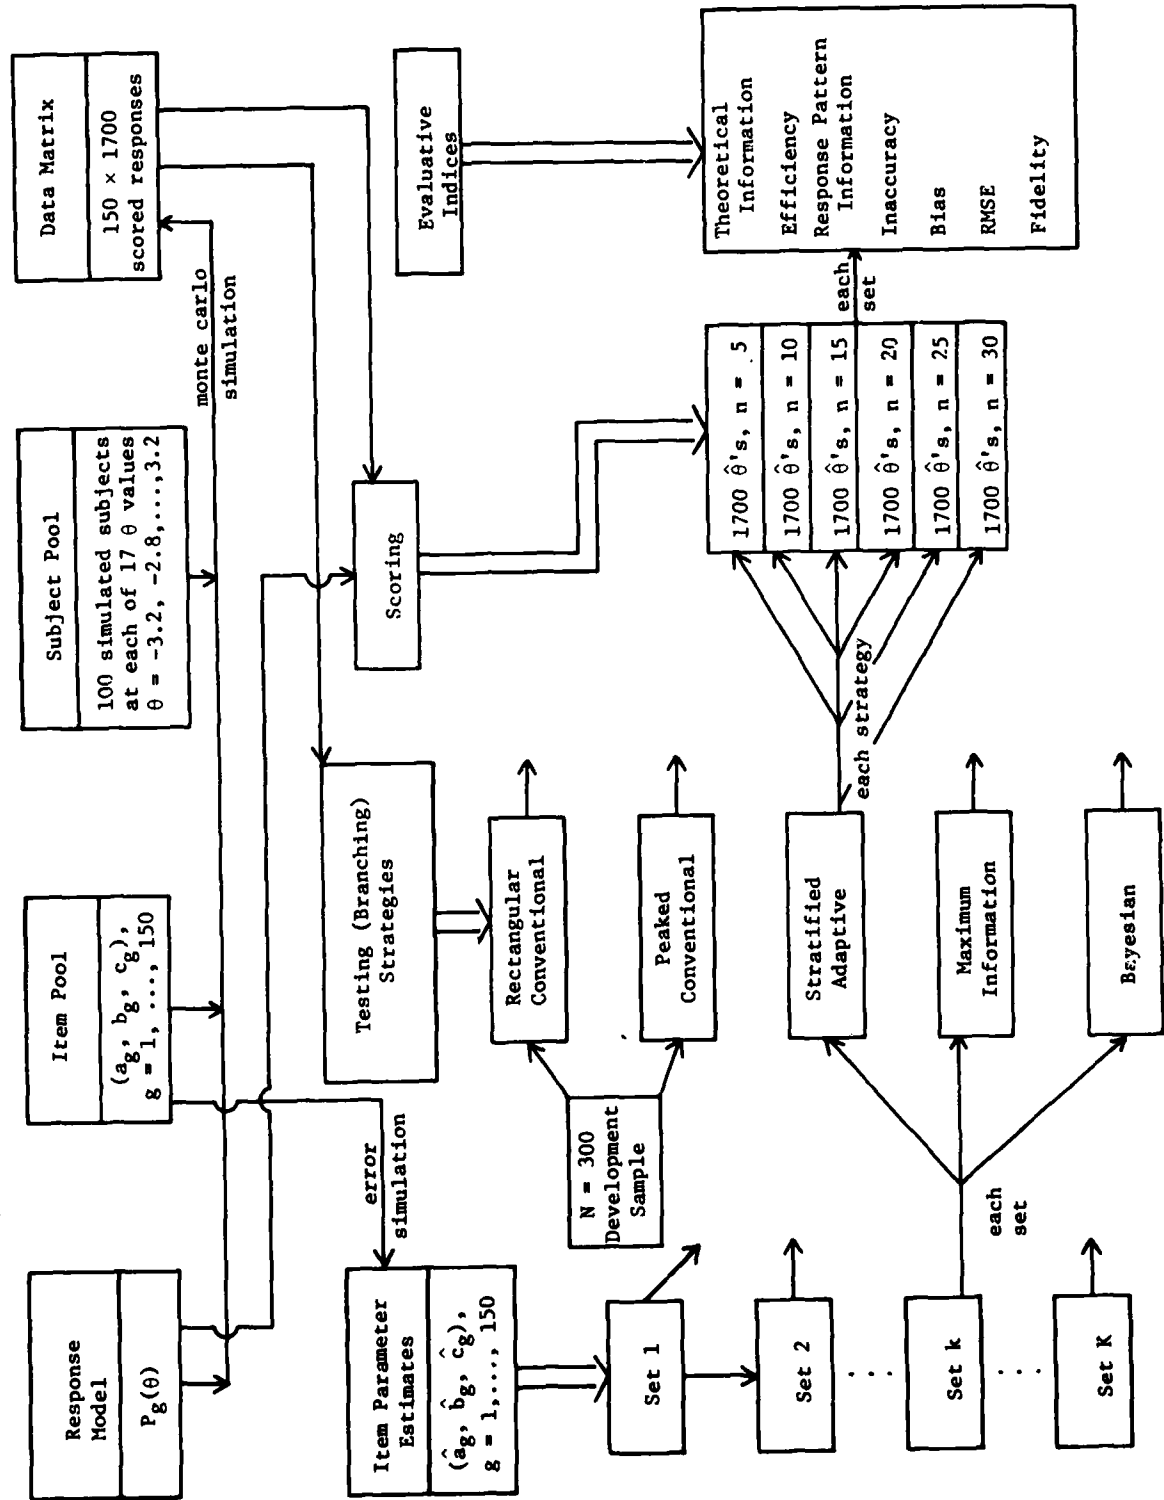 Response
Model
Pg(θ)
Item Pool
(ag, bg, cg),
g = 1, ..., 150
Subject Pool
100 simulated subjects
at each of 17 θ values
θ = -3.2, -2.8,...,3.2
Data Matrix
150 × 1700
scored responses
monte carlo
simulation
error
simulation
Item Parameter
Estimates
(âg, b̂g, ĉg),
g = 1,..., 150
Testing (Branching)
Strategies
Scoring
Evaluative
Indices
N = 300
Development
Sample
Rectangular
Conventional
Peaked
Conventional
Set 1
Set 2
. . .
Set k
. . .
Set K
each
set
Stratified
Adaptive
Maximum
Information
Bayesian
each strategy
1700 θ̂'s, n = 5
1700 θ̂'s, n = 10
1700 θ̂'s, n = 15
1700 θ̂'s, n = 20
1700 θ̂'s, n = 25
1700 θ̂'s, n = 30
each
set
Theoretical
Information
Efficiency
Response Pattern
Information
Inaccuracy
Bias
RMSE
Fidelity